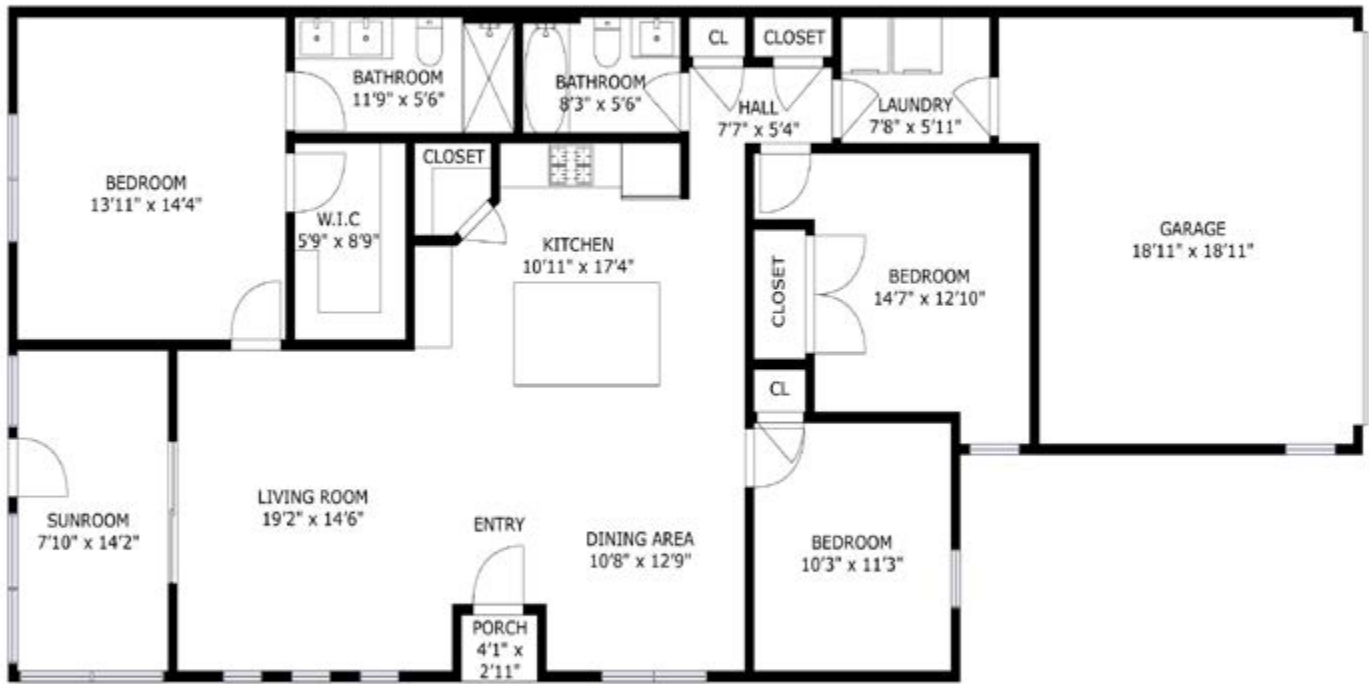 BATHROOM
11'9" x 5'6"
BATHROOM
8'3" x 5'6"
CL
CLOSET
HALL
7'7" x 5'4"
LAUNDRY
7'8" x 5'11"
CLOSET
BEDROOM
13'11" x 14'4"
W.I.C
5'9" x 8'9"
KITCHEN
10'11" x 17'4"
GARAGE
18'11" x 18'11"
CLOSET
BEDROOM
14'7" x 12'10"
CL
LIVING ROOM
19'2" x 14'6"
SUNROOM
7'10" x 14'2"
ENTRY
DINING AREA
10'8" x 12'9"
BEDROOM
10'3" x 11'3"
PORCH
4'1" x
2'11"